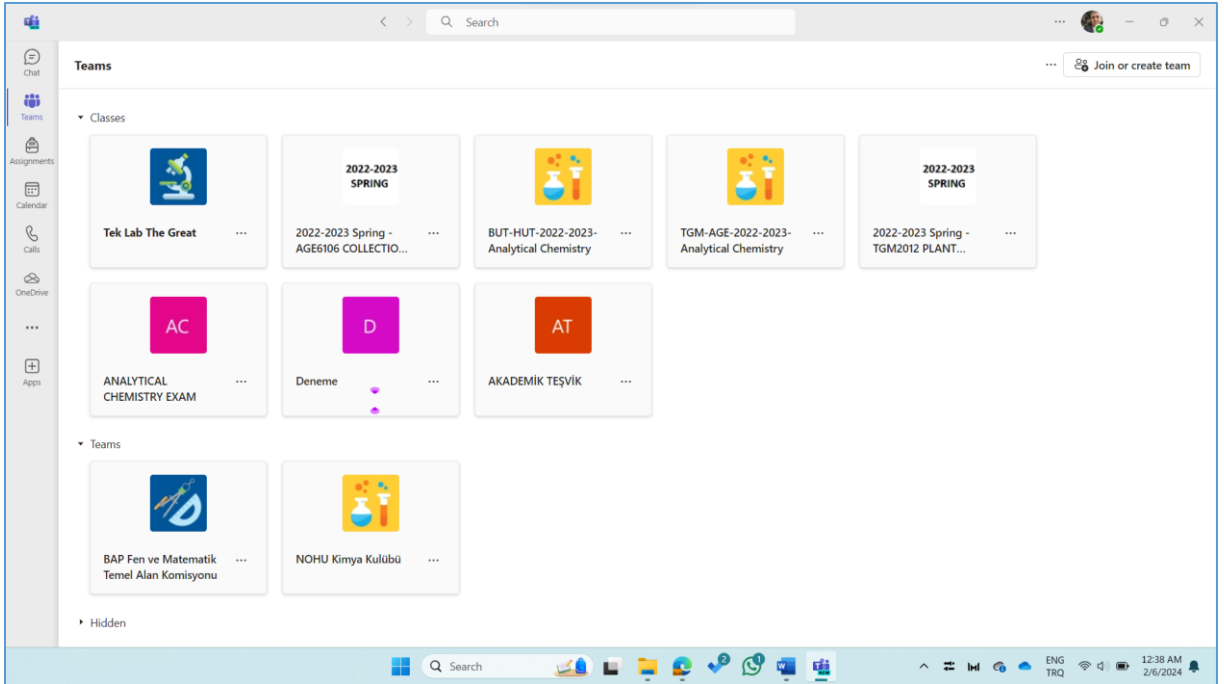 Search
Chat
Teams
Assignments
Calendar
Calls
OneDrive
Apps
Teams
Join or create team
Classes
2022-2023
SPRING
2022-2023
SPRING
Tek Lab The Great
2022-2023 Spring -
AGE6106 COLLECTIO...
BUT-HUT-2022-2023-
Analytical Chemistry
TGM-AGE-2022-2023-
Analytical Chemistry
2022-2023 Spring -
TGM2012 PLANT...
AC
D
AT
ANALYTICAL
CHEMISTRY EXAM
Deneme
AKADEMİK TEŞVİK
Teams
BAP Fen ve Matematik
Temel Alan Komisyonu
NOHU Kimya Kulübü
Hidden
Search
2
1
ENG
TRQ
12:38 AM
2/6/2024